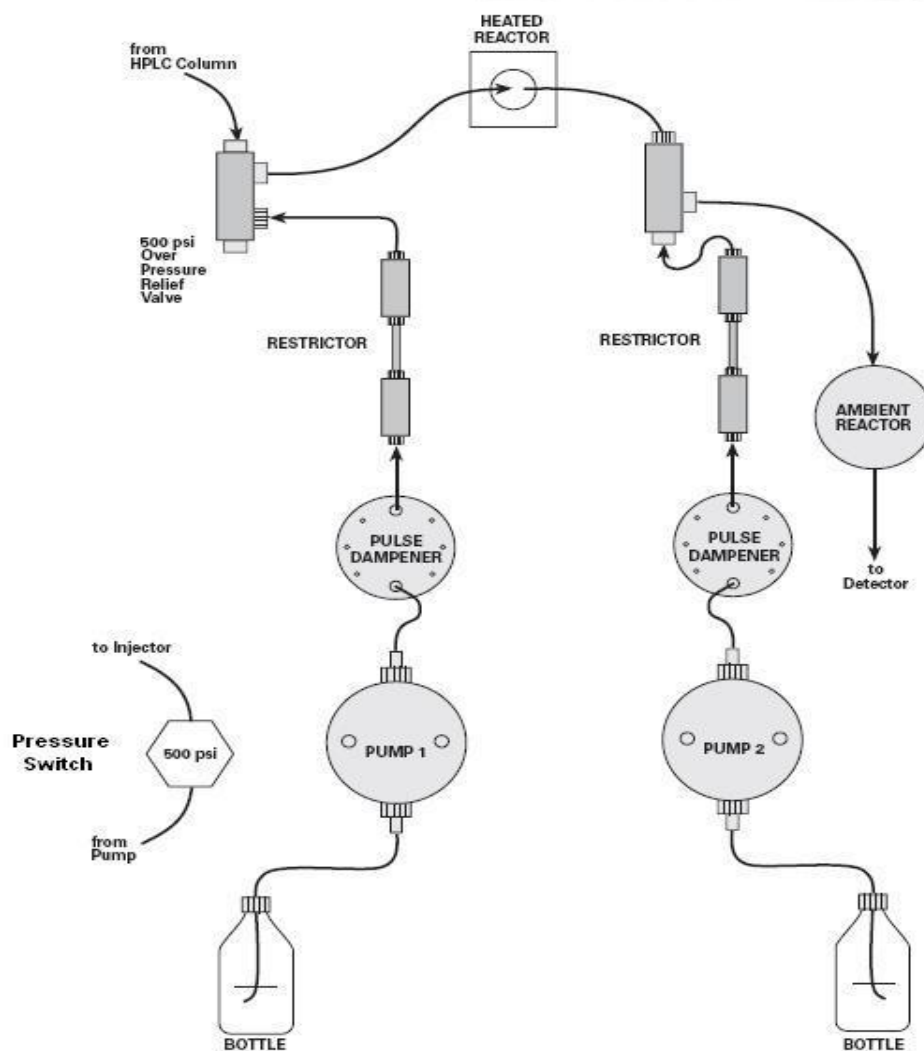 HEATED
REACTOR
from
HPLC Column
500 psi
Over
Pressure
Relief
Valve
RESTRICTOR
RESTRICTOR
AMBIENT
REACTOR
PULSE
DAMPENER
PULSE
DAMPENER
to
Detector
to Injector
Pressure
Switch
500 psi
PUMP 1
PUMP 2
from
Pump
BOTTLE
BOTTLE